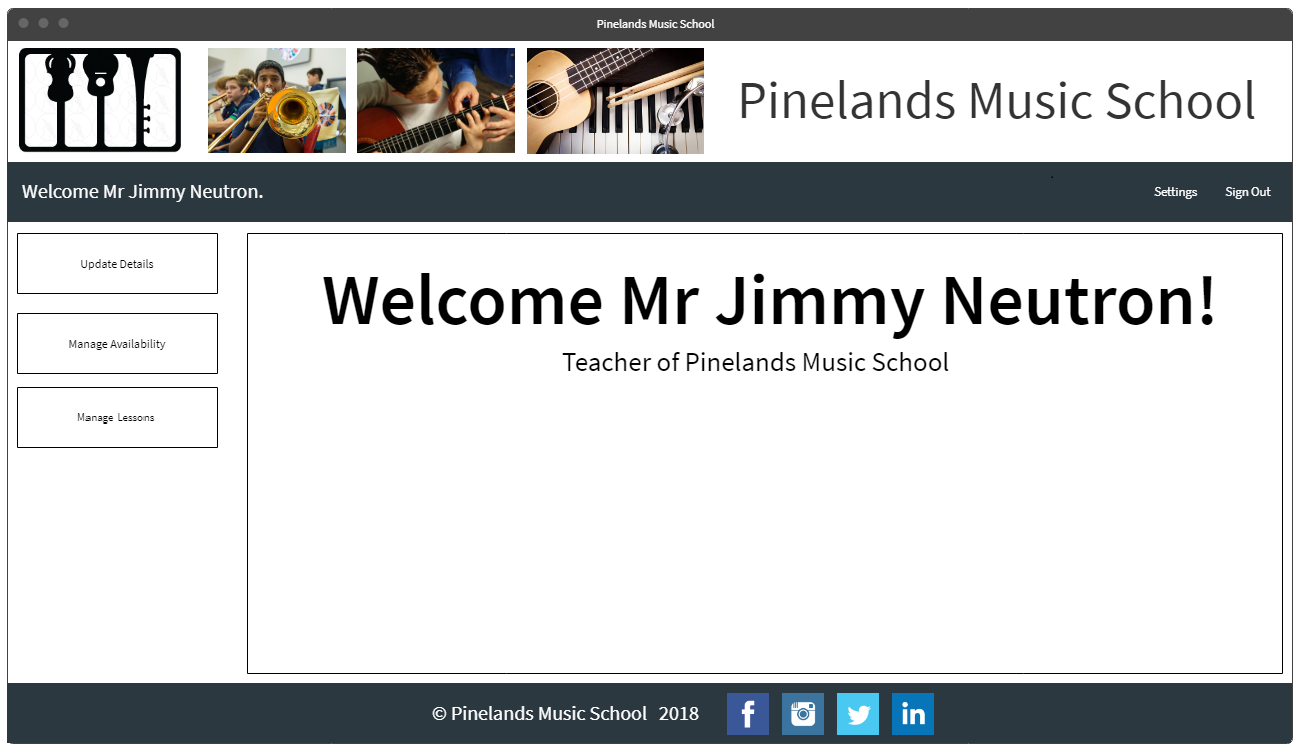 Pinelands Music School
Pinelands Music School
Welcome Mr Jimmy Neutron.
Settings
Sign Out
Update Details
Manage Availability
Manage Lessons
Welcome Mr Jimmy Neutron!
Teacher of Pinelands Music School
© Pinelands Music School 2018